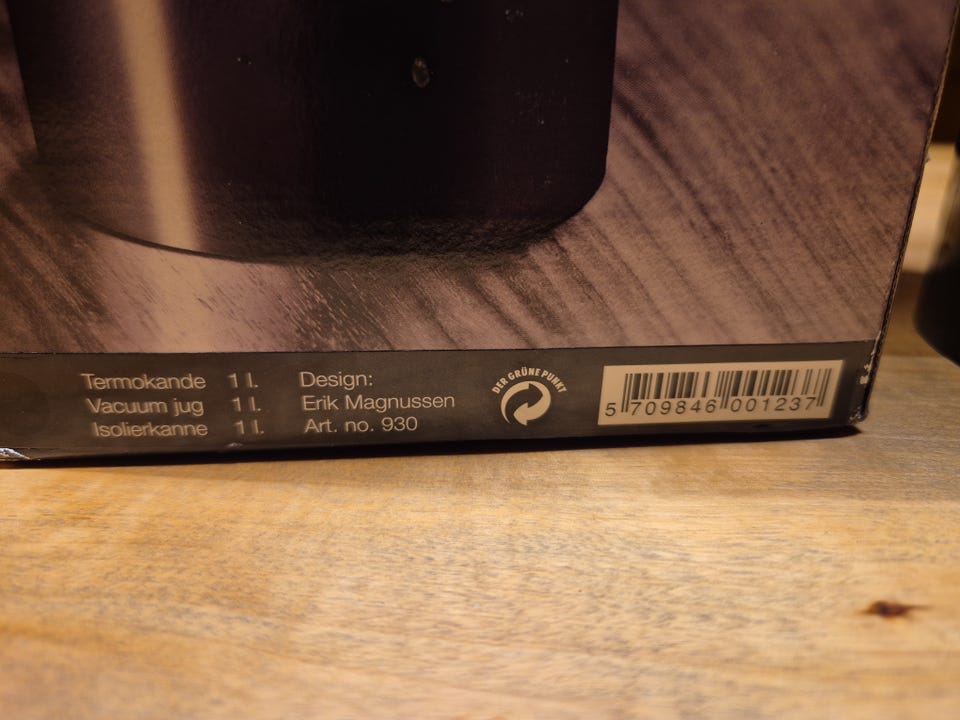 Termokande 1 l.
Vacuum jug 1 l.
Isolierkanne 1 l.
Design:
Erik Magnussen
Art. no. 930
DER GRÜNE PUNKT
5 709846 001237